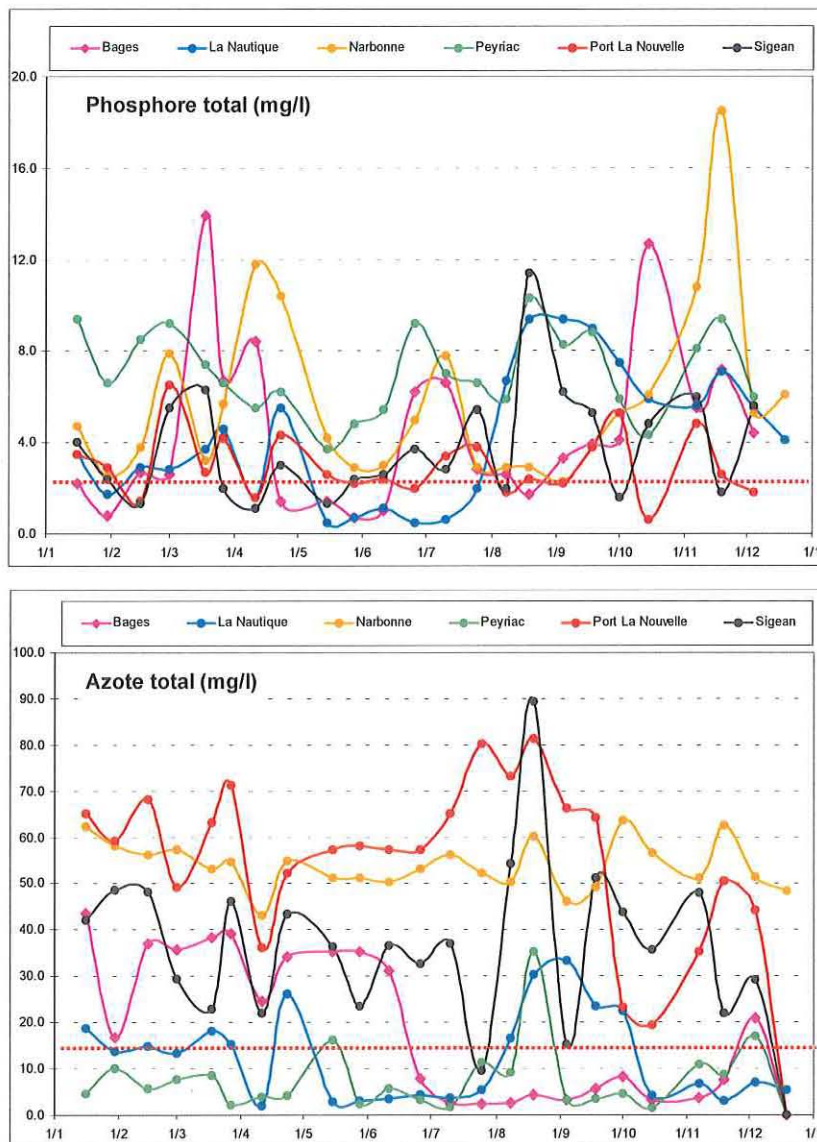 Bages La Nautique Narbonne Peyriac Port La Nouvelle Sigean
20.0
Phosphore total (mg/l)
16.0
12.0
8.0
4.0
0.0
1/1 1/2 1/3 1/4 1/5 1/6 1/7 1/8 1/9 1/10 1/11 1/12
Bages La Nautique Narbonne Peyriac Port La Nouvelle Sigean
100.0
Azote total (mg/l)
90.0
80.0
70.0
60.0
50.0
40.0
30.0
20.0
10.0
0.0
1/1 1/2 1/3 1/4 1/5 1/6 1/7 1/8 1/9 1/10 1/11 1/12